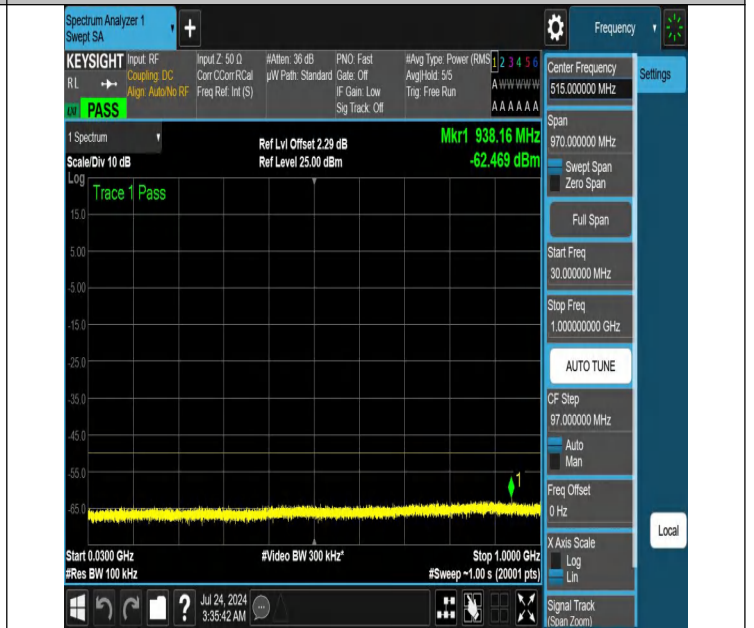 Spectrum Analyzer 1
Swept SA
+
Frequency
KEYSIGHT
RL
LXI
PASS
Input: RF
Coupling: DC
Align: Auto/No RF
Input Z: 50 Ω
Corr CCorr RCal
Freq Ref: Int (S)
#Atten: 36 dB
µW Path: Standard
PNO: Fast
Gate: Off
IF Gain: Low
Sig Track: Off
#Avg Type: Power (RMS
Avg|Hold: 5/5
Trig: Free Run
1 2 3 4 5 6
A W W W W W
A A A A A A
1 Spectrum
Scale/Div 10 dB
Ref Lvl Offset 2.29 dB
Ref Level 25.00 dBm
Mkr1 938.16 MHz
-62.469 dBm
Log
Trace 1 Pass
15.0
5.00
-5.00
-15.0
-25.0
-35.0
-45.0
-55.0
-65.0
1
Start 0.0300 GHz
#Res BW 100 kHz
#Video BW 300 kHz*
Stop 1.0000 GHz
#Sweep ~1.00 s (20001 pts)
?
Jul 24, 2024
3:35:42 AM
Center Frequency
515.000000 MHz
Settings
Span
970.000000 MHz
Swept Span
Zero Span
Full Span
Start Freq
30.000000 MHz
Stop Freq
1.000000000 GHz
AUTO TUNE
CF Step
97.000000 MHz
Auto
Man
Freq Offset
0 Hz
Local
X Axis Scale
Log
Lin
Signal Track
(Span Zoom)